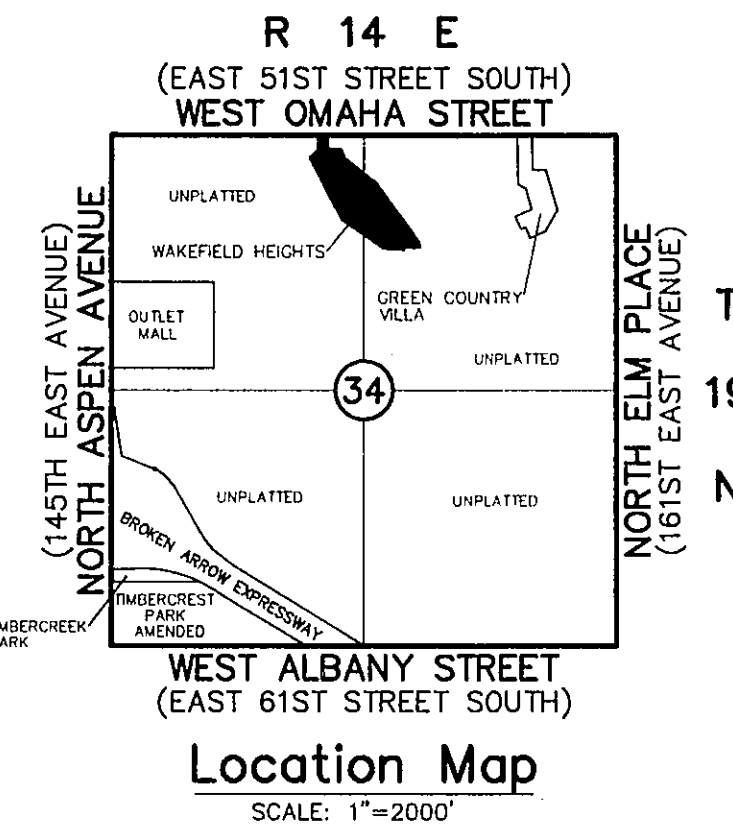 R 14 E
(EAST 51ST STREET SOUTH)
WEST OMAHA STREET
UNPLATTED
WAKEFIELD HEIGHTS
GREEN COUNTRY
VILLA
OUTLET
MALL
UNPLATTED
(145TH EAST AVENUE)
NORTH ASPEN AVENUE
34
NORTH ELM PLACE
(161ST EAST AVENUE)
T
19
N
UNPLATTED
UNPLATTED
BROKEN ARROW EXPRESSWAY
MBERCREEK
ARK
TIMBERCREST
PARK
AMENDED
WEST ALBANY STREET
(EAST 61ST STREET SOUTH)
Location Map
SCALE: 1"=2000'